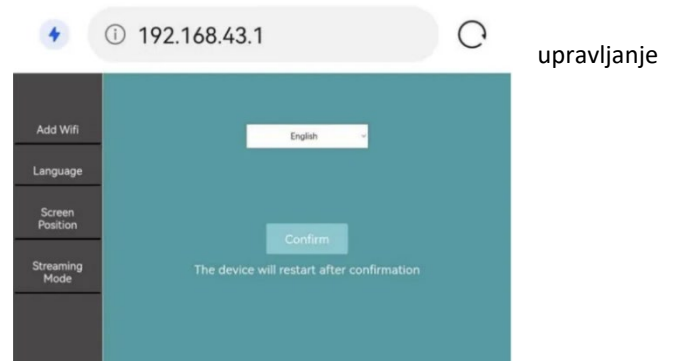 192.168.43.1
upravljanje
Add Wifi
Language
Screen
Position
Streaming
Mode
English
Confirm
The device will restart after confirmation